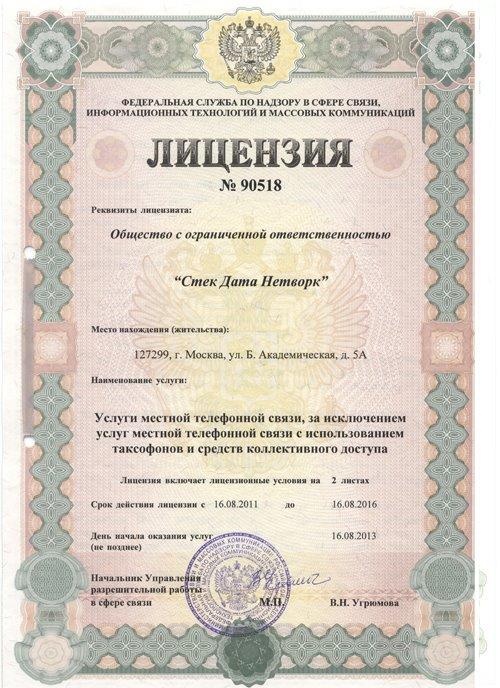 ФЕДЕРАЛЬНАЯ СЛУЖБА ПО НАДЗОРУ В СФЕРЕ СВЯЗИ,
ИНФОРМАЦИОННЫХ ТЕХНОЛОГИЙ И МАССОВЫХ КОММУНИКАЦИЙ
ЛИЦЕНЗИЯ
№ 90518
Реквизиты лицензиата:
Общество с ограниченной ответственностью
“Стек Дата Нетворк”
Место нахождения (жительства):
127299, г. Москва, ул. Б. Академическая, д. 5А
Наименование услуги:
Услуги местной телефонной связи, за исключением
услуг местной телефонной связи с использованием
таксофонов и средств коллективного доступа
Лицензия включает лицензионные условия на 2 листах
Срок действия лицензии с 16.08.2011 до 16.08.2016
День начала оказания услуг 16.08.2013
(не позднее)
Начальник Управления
разрешительной работы
в сфере связи М.П. В.Н. Угрюмова